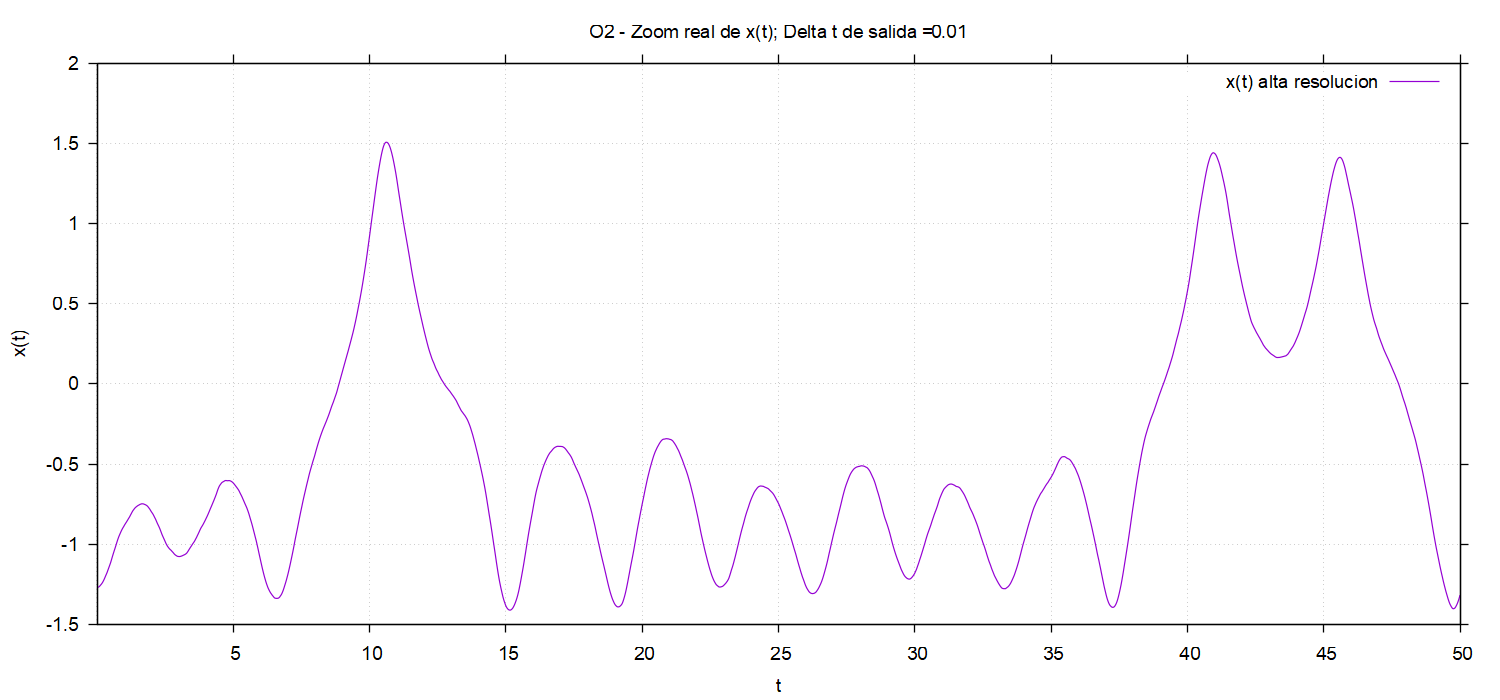 O2 - Zoom real de x(t); Delta t de salida =0.01
x(t) alta resolucion
2
1.5
1
0.5
0
-0.5
-1
-1.5
x(t)
5 10 15 20 25 30 35 40 45 50
t